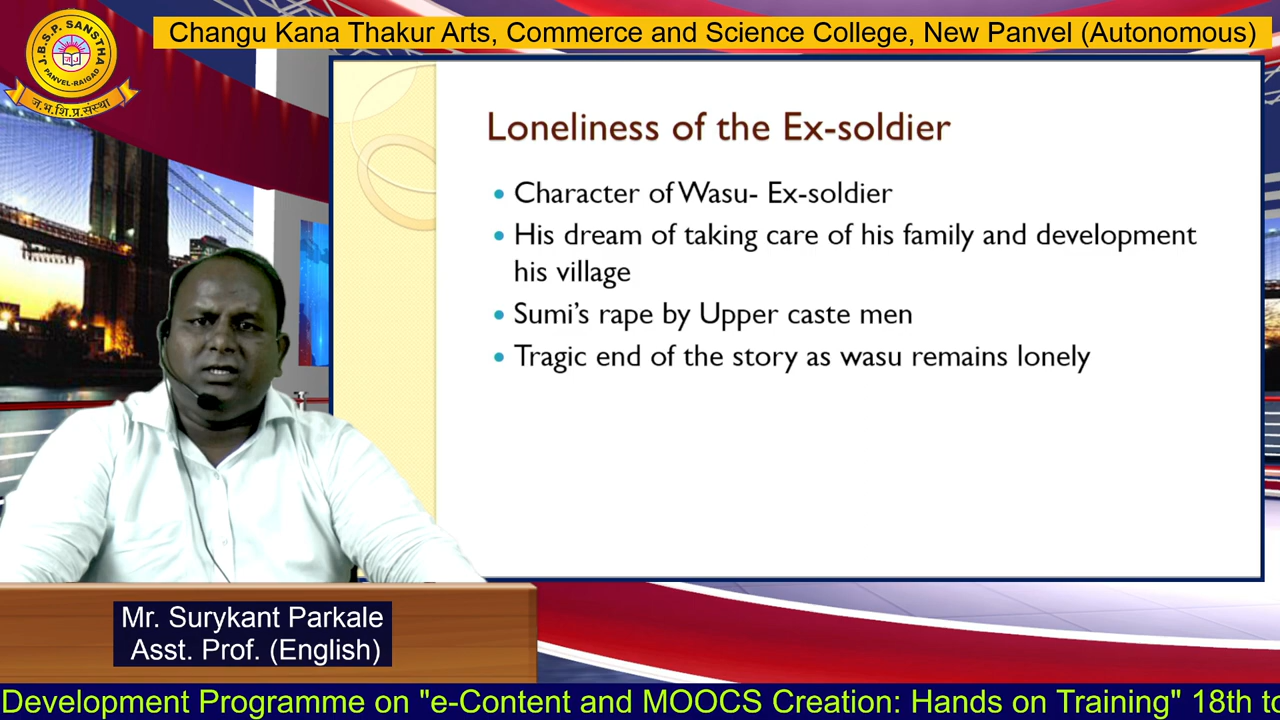 Changu Kana Thakur Arts, Commerce and Science College, New Panvel (Autonomous)
J.B.S.P. SANSTHA
PANVEL-RAIGAD
ज.भ.शि.प्र.संस्था
Loneliness of the Ex-soldier
Character of Wasu- Ex-soldier
His dream of taking care of his family and development
his village
Sumi's rape by Upper caste men
Tragic end of the story as wasu remains lonely
Mr. Surykant Parkale
Asst. Prof. (English)
Development Programme on "e-Content and MOOCS Creation: Hands on Training" 18th to